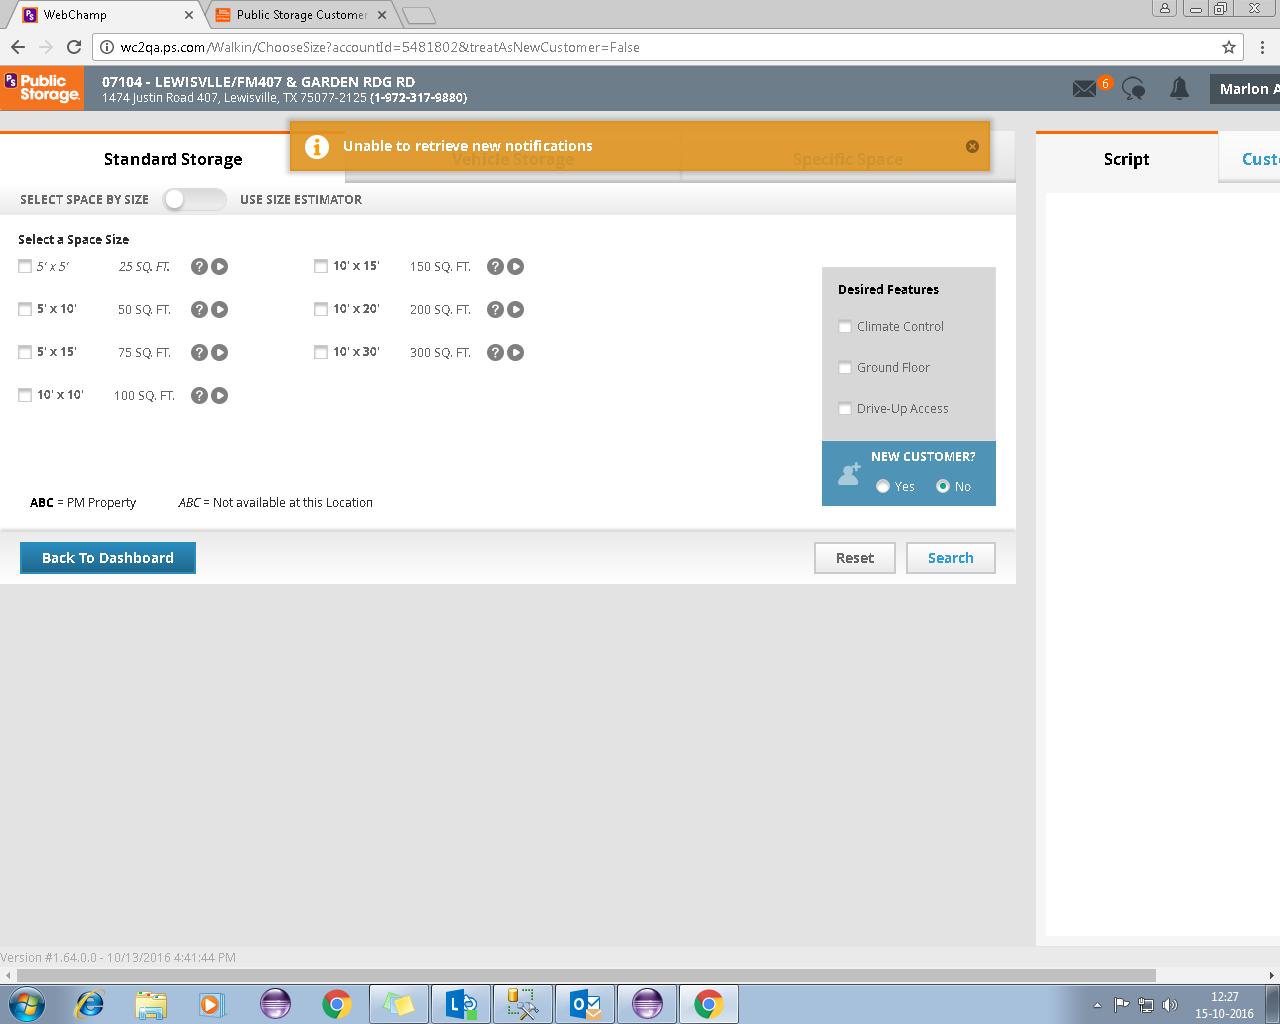 WebChamp
Public Storage Customer
wc2qa.ps.com/Walkin/ChooseSize?accountId=5481802&treatAsNewCustomer=False
PS Public Storage.
07104 - LEWISVLLE/FM407 & GARDEN RDG RD
1474 Justin Road 407, Lewisville, TX 75077-2125 (1-972-317-9880)
6
Marlon A
Unable to retrieve new notifications
Standard Storage
Vehicle Storage
Specific Space
Script
Custo
SELECT SPACE BY SIZE
USE SIZE ESTIMATOR
Select a Space Size
5' x 5' 25 SQ. FT.
10' x 15' 150 SQ. FT.
5' x 10' 50 SQ. FT.
10' x 20' 200 SQ. FT.
5' x 15' 75 SQ. FT.
10' x 30' 300 SQ. FT.
10' x 10' 100 SQ. FT.
Desired Features
Climate Control
Ground Floor
Drive-Up Access
NEW CUSTOMER?
Yes No
ABC = PM Property
ABC = Not available at this Location
Back To Dashboard
Reset
Search
Version #1.64.0.0 - 10/13/2016 4:41:44 PM
12:27
15-10-2016